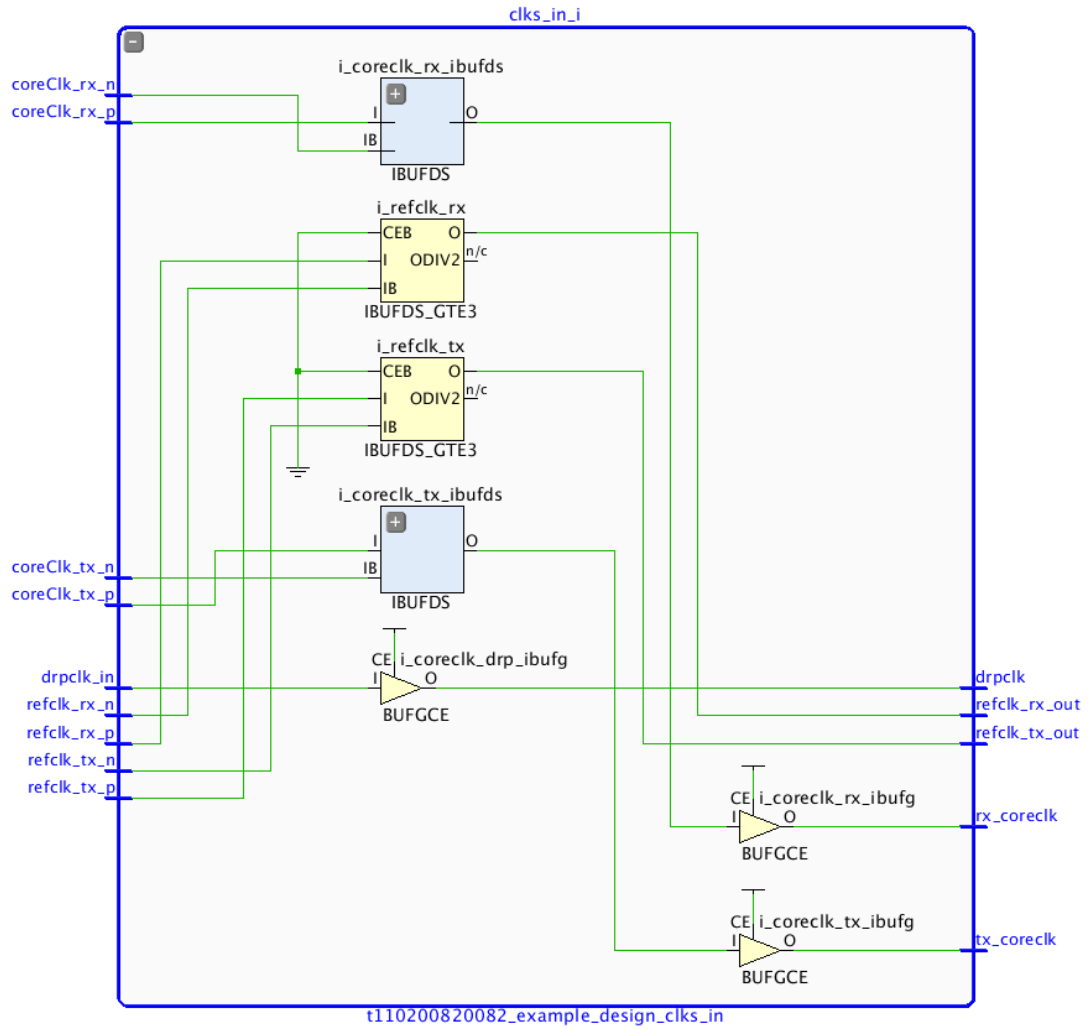 clks_in_i
−
coreClk_rx_n
coreClk_rx_p
i_coreclk_rx_ibufds
+
I
O
IB
IBUFDS
i_refclk_rx
CEB O
n/c
I ODIV2
IB
IBUFDS_GTE3
i_refclk_tx
CEB O
n/c
I ODIV2
IB
IBUFDS_GTE3
i_coreclk_tx_ibufds
+
I
O
IB
IBUFDS
coreClk_tx_n
coreClk_tx_p
CE i_coreclk_drp_ibufg
I O
BUFGCE
drpclk_in
refclk_rx_n
refclk_rx_p
refclk_tx_n
refclk_tx_p
drpclk
refclk_rx_out
refclk_tx_out
CE i_coreclk_rx_ibufg
I O
BUFGCE
rx_coreclk
CE i_coreclk_tx_ibufg
I O
BUFGCE
tx_coreclk
t110200820082_example_design_clks_in